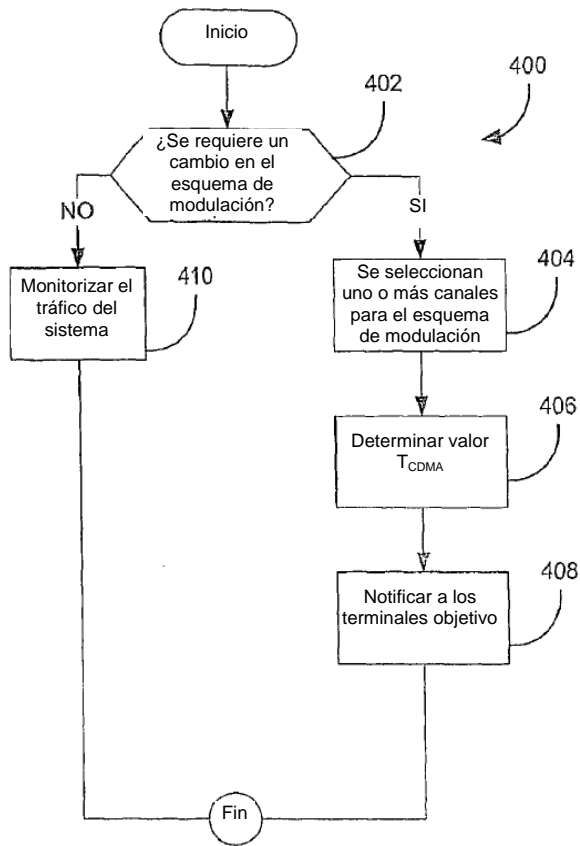 Inicio
400
402
¿Se requiere un
cambio en el
esquema de
modulación?
NO
SI
Monitorizar el
tráfico del
sistema
410
Se seleccionan
uno o más canales
para el esquema
de modulación
404
Determinar valor
T_CDMA
406
Notificar a los
terminales objetivo
408
Fin